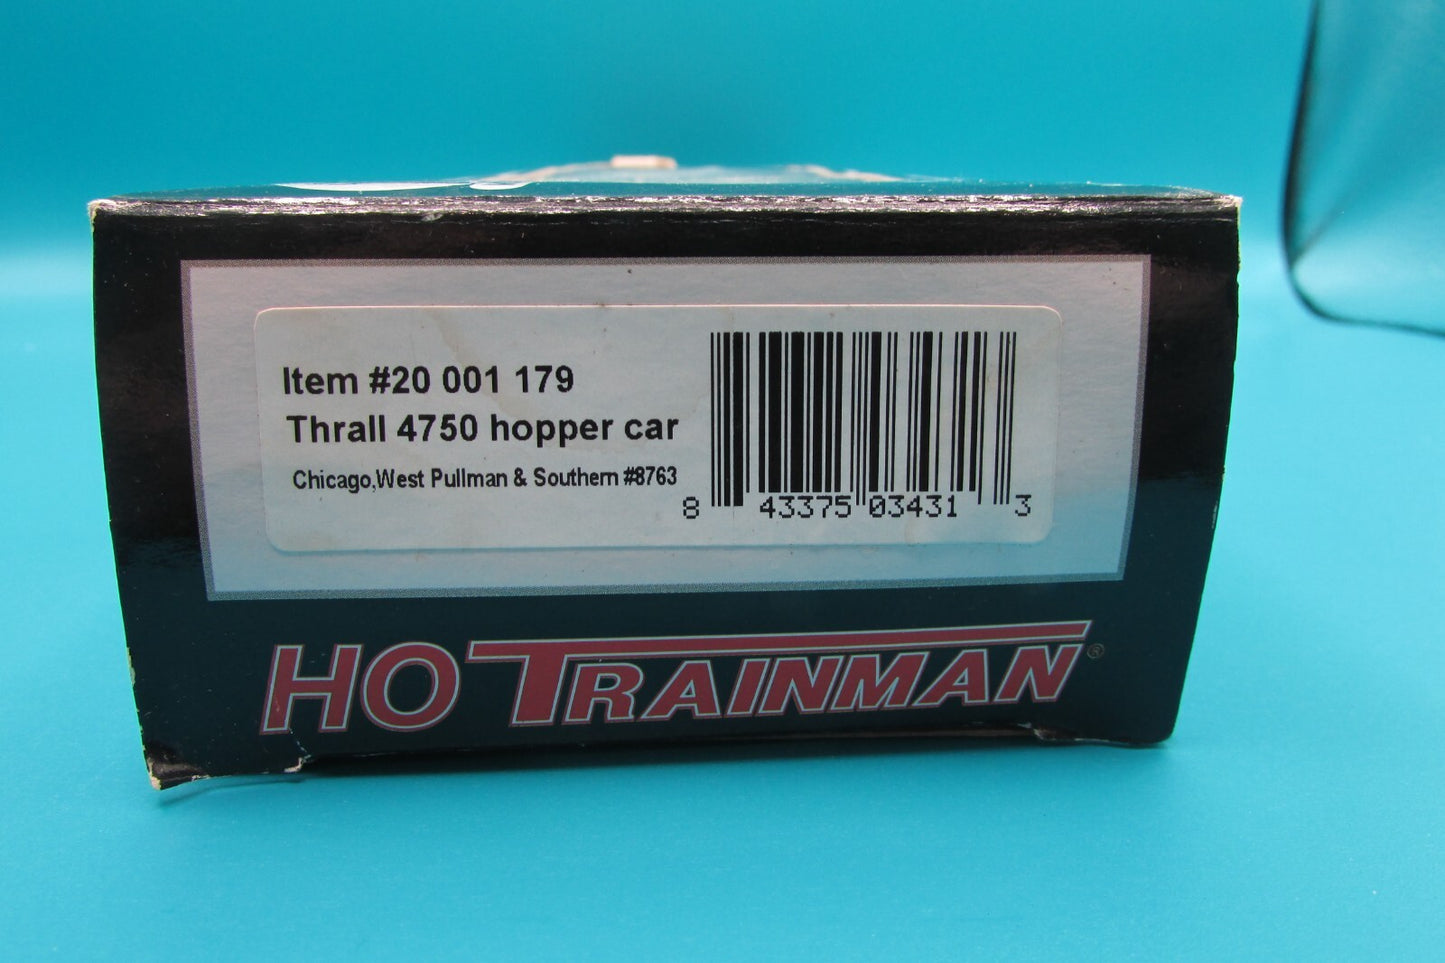 Item #20 001 179
Thrall 4750 hopper car
Chicago,West Pullman & Southern #8763
8 43375 03431 3
HO TRAINMAN®